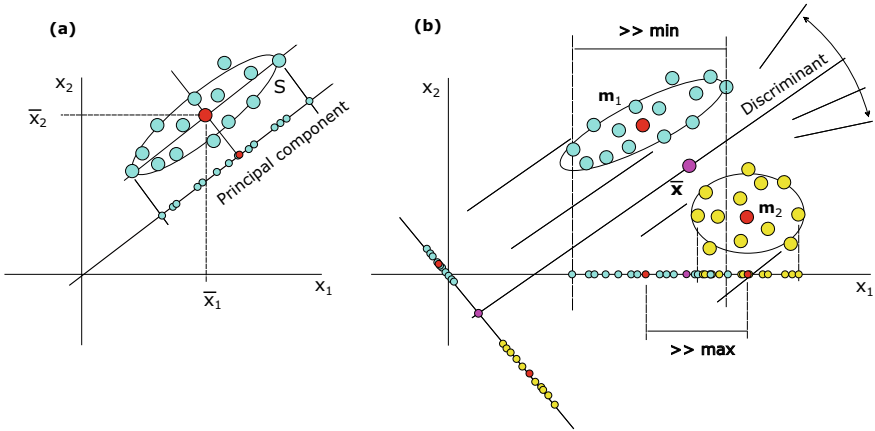 (a)
x2
x̅2
S
Principal component
x̅1
x1
(b)
x2
>> min
m1
Discriminant
x̅
m2
x1
>> max